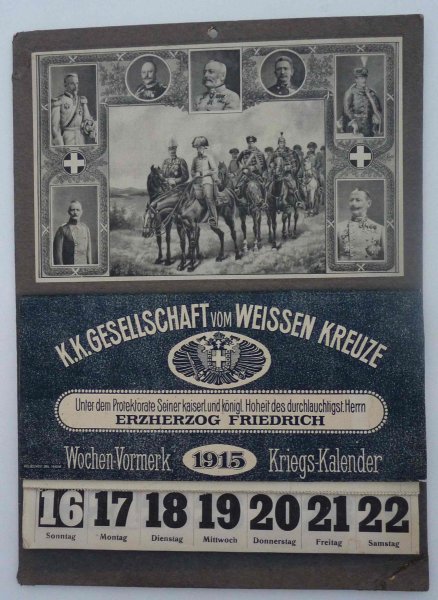 K.K. GESELLSCHAFT VOM WEISSEN KREUZE
Unter dem Protektorate Seiner kaiserl. und königl. Hoheit des durchlauchtigst. Herrn
ERZHERZOG FRIEDRICH
Wochen-Vormerk 1915 Kriegs-Kalender
16 17 18 19 20 21 22
Sonntag Montag Dienstag Mittwoch Donnerstag Freitag Samstag